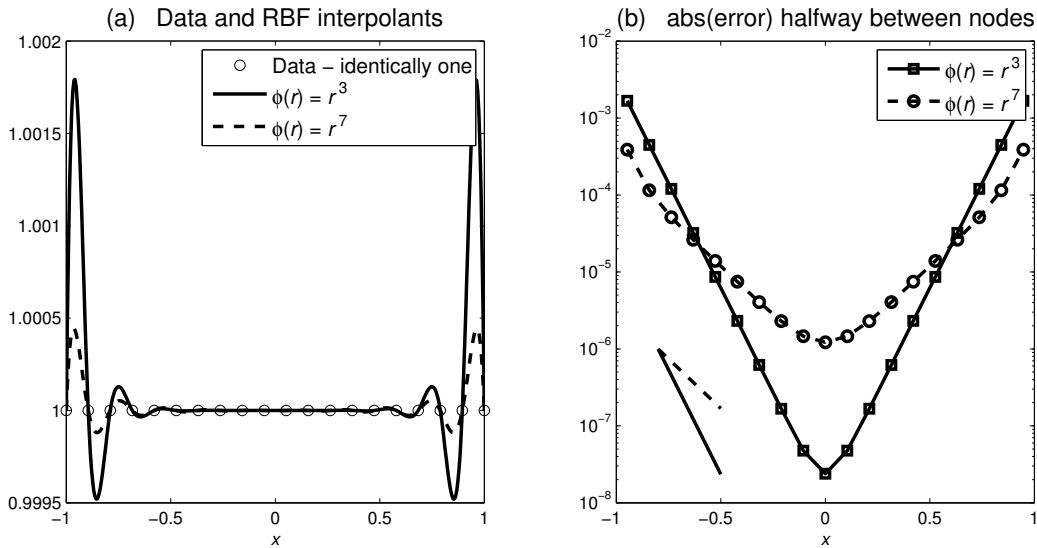 (a) Data and RBF interpolants
1.002
1.0015
1.001
1.0005
1
0.9995
−1
−0.5
0
0.5
1
x
Data − identically one
ϕ(r) = r^3
ϕ(r) = r^7
(b) abs(error) halfway between nodes
10^−2
10^−3
10^−4
10^−5
10^−6
10^−7
10^−8
−1
−0.5
0
0.5
1
x
ϕ(r) = r^3
ϕ(r) = r^7